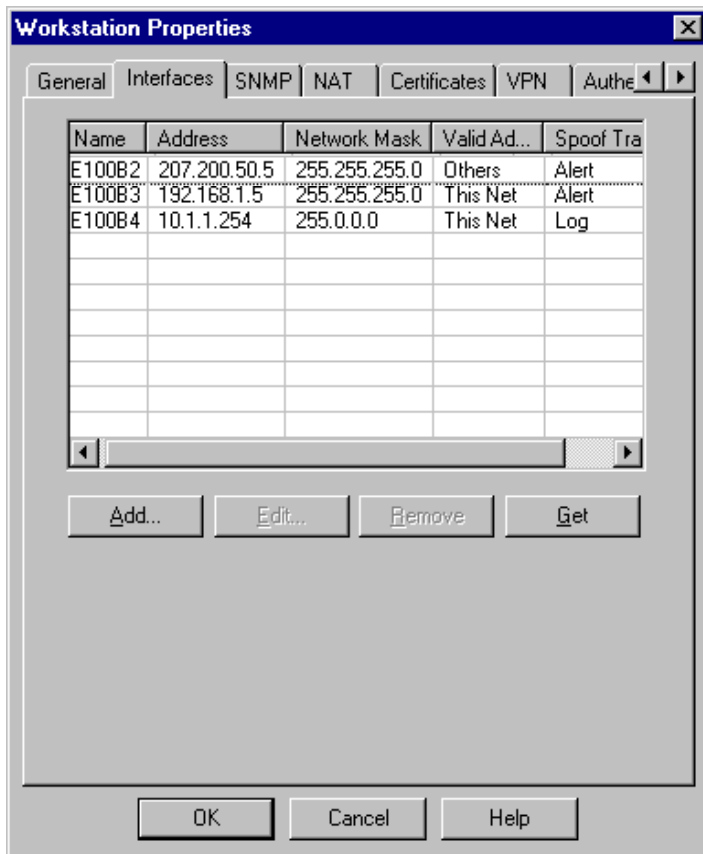 Workstation Properties
General Interfaces SNMP NAT Certificates VPN Authe
Name Address Network Mask Valid Ad... Spoof Tra
E100B2 207.200.50.5 255.255.255.0 Others Alert
E100B3 192.168.1.5 255.255.255.0 This Net Alert
E100B4 10.1.1.254 255.0.0.0 This Net Log
Add... Edit... Remove Get
OK Cancel Help